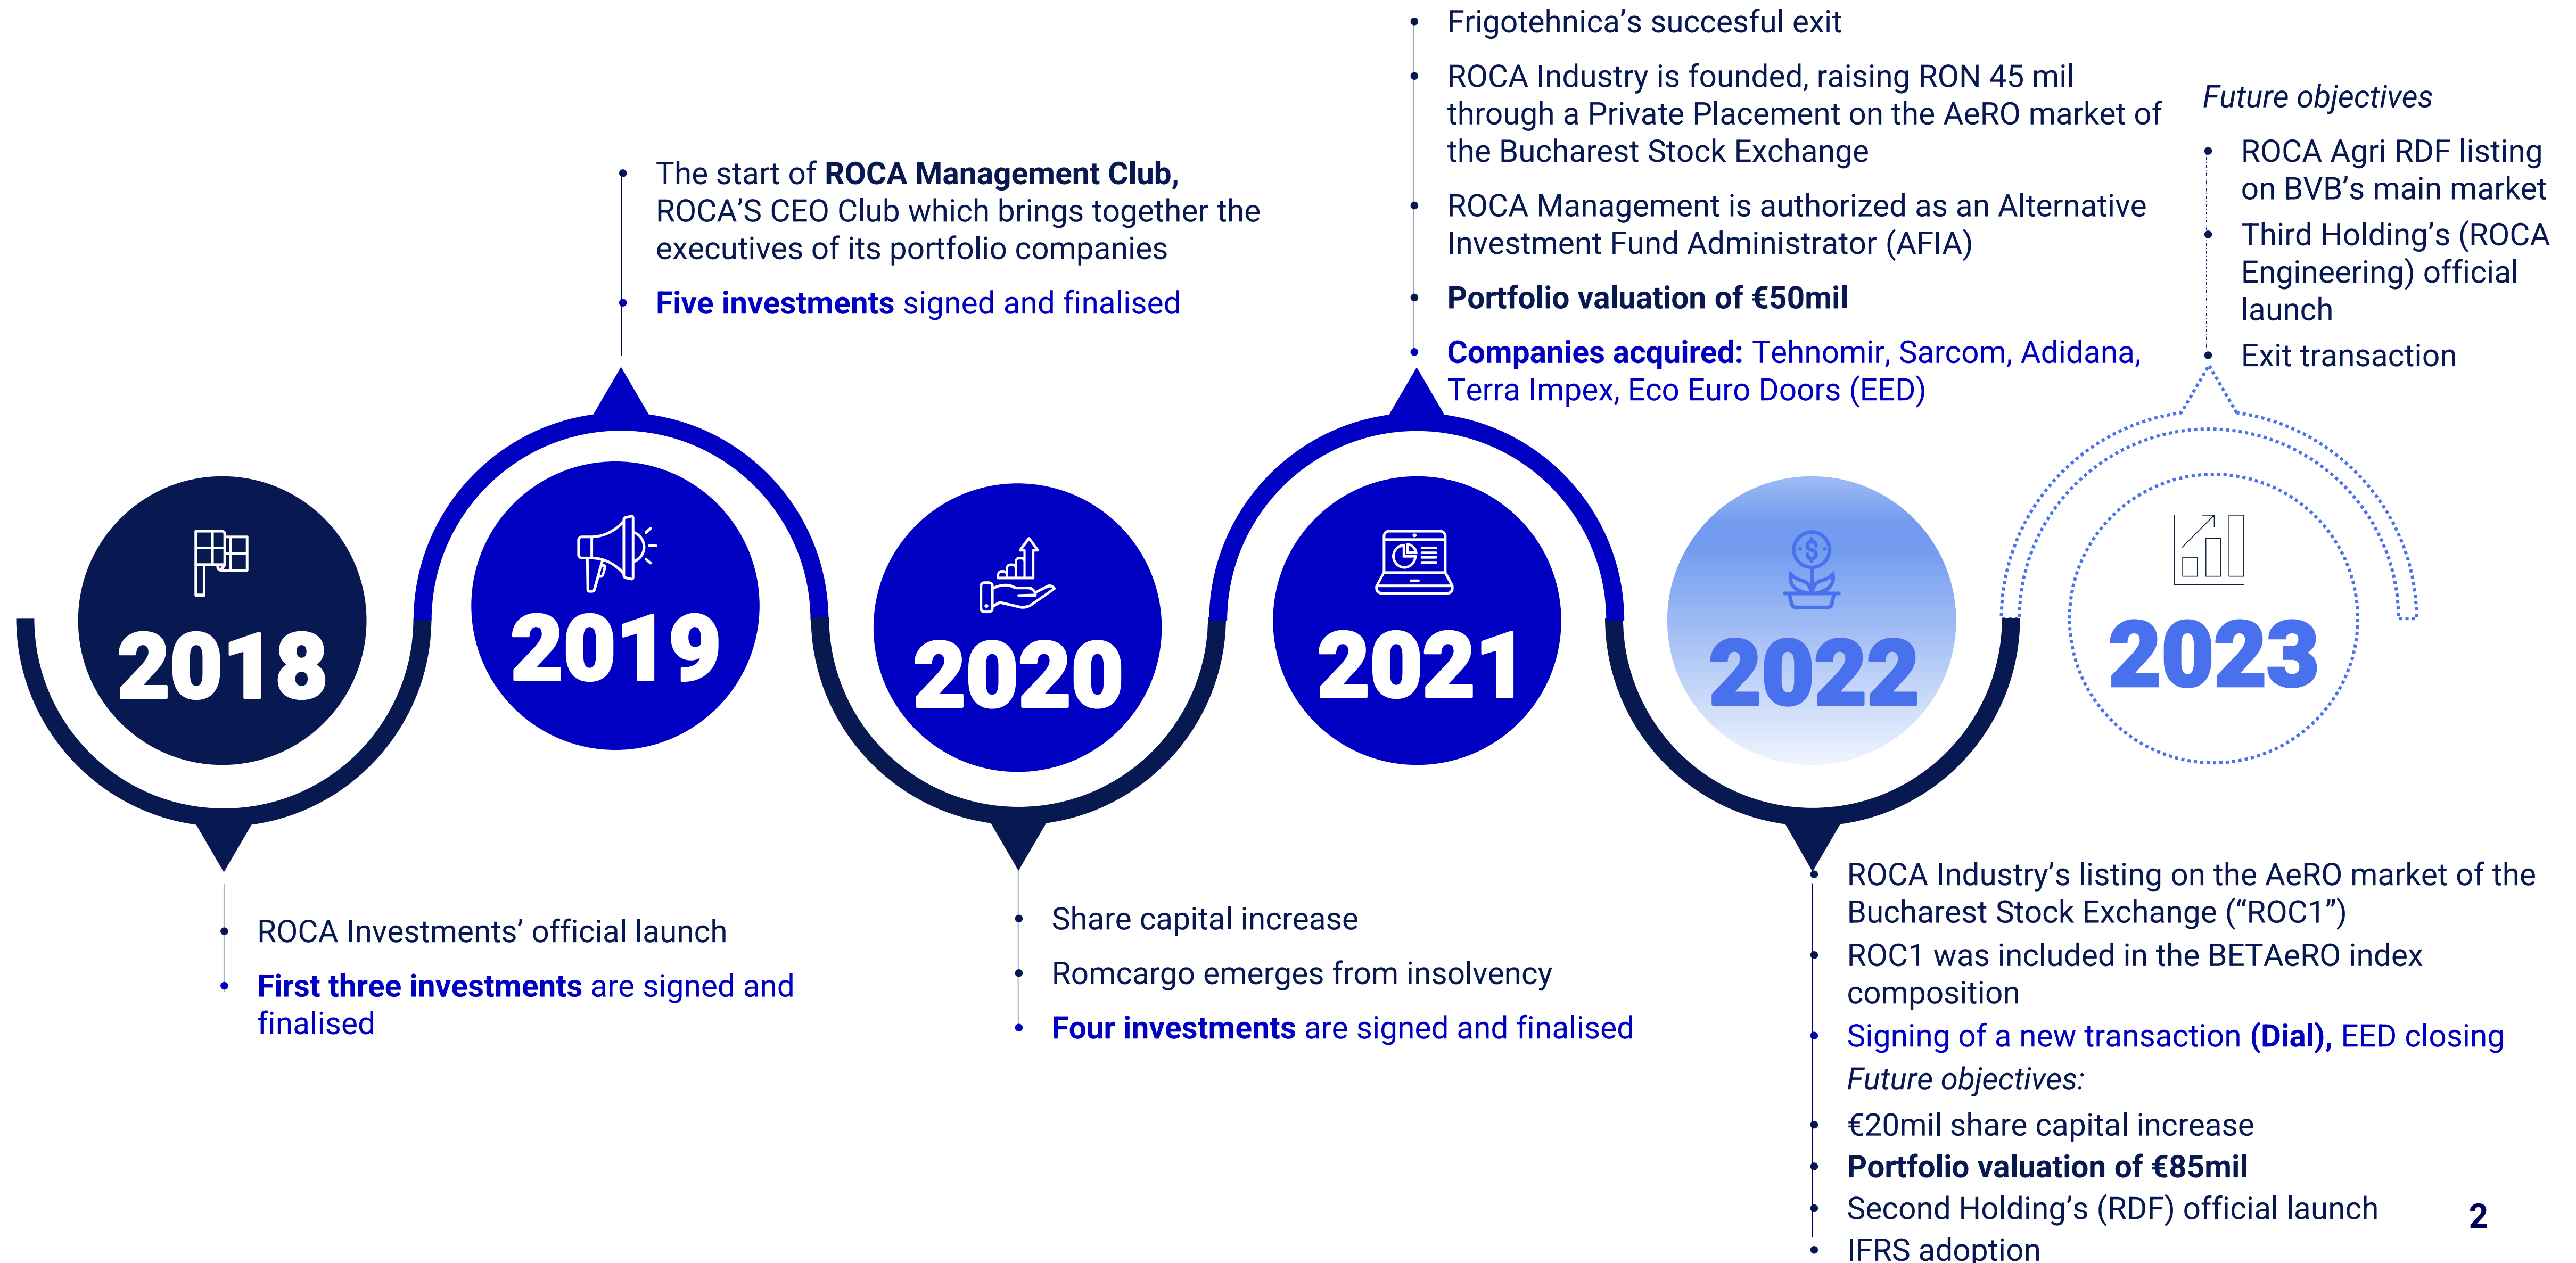 2018
ROCA Investments’ official launch
First three investments are signed and
finalised
The start of ROCA Management Club,
ROCA’S CEO Club which brings together the
executives of its portfolio companies
Five investments signed and finalised
2019
2020
Share capital increase
Romcargo emerges from insolvency
Four investments are signed and finalised
Frigotehnica’s succesful exit
ROCA Industry is founded, raising RON 45 mil
through a Private Placement on the AeRO market of
the Bucharest Stock Exchange
ROCA Management is authorized as an Alternative
Investment Fund Administrator (AFIA)
Portfolio valuation of €50mil
Companies acquired: Tehnomir, Sarcom, Adidana,
Terra Impex, Eco Euro Doors (EED)
2021
2022
ROCA Industry’s listing on the AeRO market of the
Bucharest Stock Exchange (“ROC1”)
ROC1 was included in the BETAeRO index
composition
Signing of a new transaction (Dial), EED closing
Future objectives:
€20mil share capital increase
Portfolio valuation of €85mil
Second Holding’s (RDF) official launch
IFRS adoption
Future objectives
ROCA Agri RDF listing
on BVB’s main market
Third Holding’s (ROCA
Engineering) official
launch
Exit transaction
2023
2